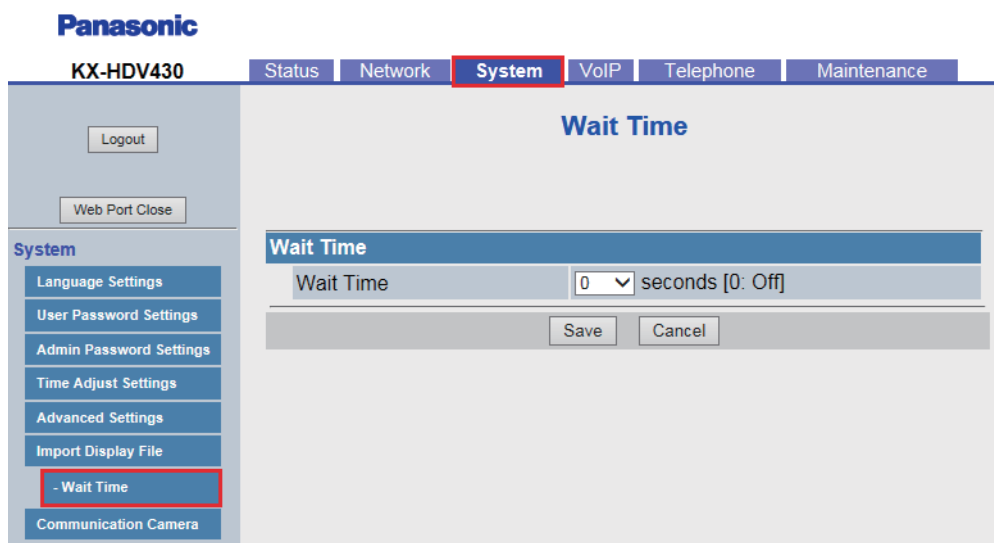 Panasonic
KX-HDV430
Status Network System VoIP Telephone Maintenance
Logout
Web Port Close
System
Language Settings
User Password Settings
Admin Password Settings
Time Adjust Settings
Advanced Settings
Import Display File
- Wait Time
Communication Camera
Wait Time
Wait Time
Wait Time 0 seconds [0: Off]
Save Cancel